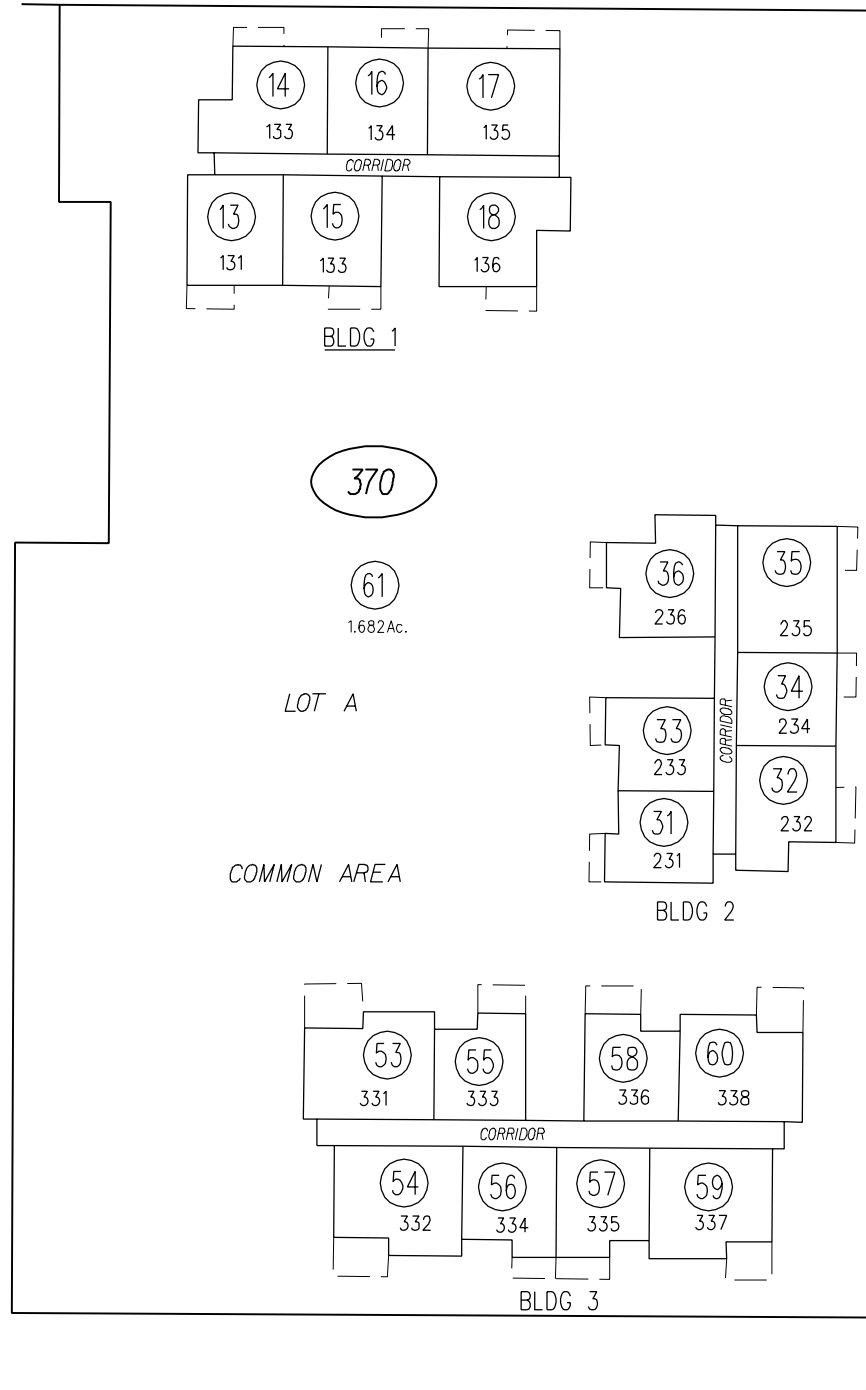 14 16 17
133 134 135
CORRIDOR
13 15 18
131 133 136
BLDG 1
370
61
1.682Ac.
LOT A
COMMON AREA
36 35
236 235
34
234
33
233
CORRIDOR
32
232
31
231
BLDG 2
53 55 58 60
331 333 336 338
CORRIDOR
54 56 57 59
332 334 335 337
BLDG 3